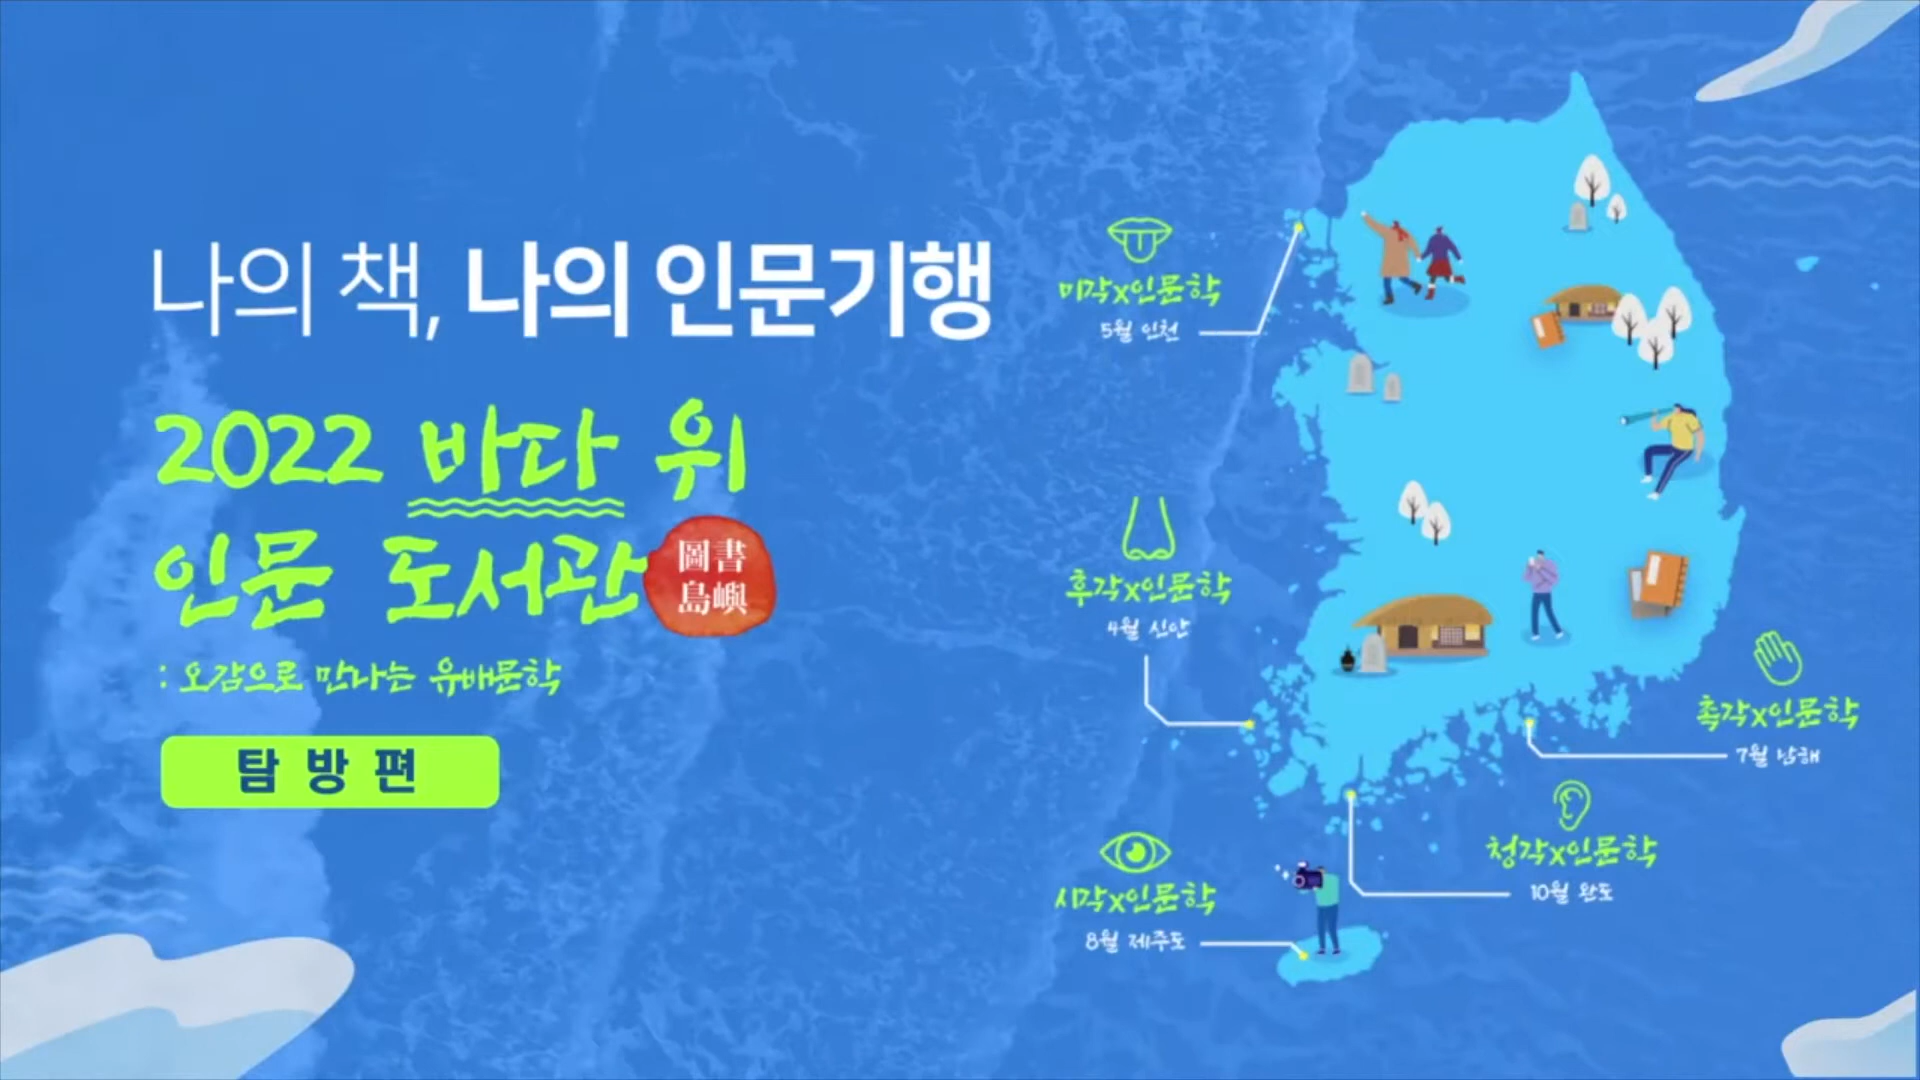 나의 책, 나의 인문기행
2022 바다 위
인문 도서관
圖書
島嶼
: 오감으로 만나는 유배문학
탐방편
미각x인문학
5월 인천
후각x인문학
4월 신안
촉각x인문학
7월 남해
청각x인문학
10월 완도
시각x인문학
8월 제주도